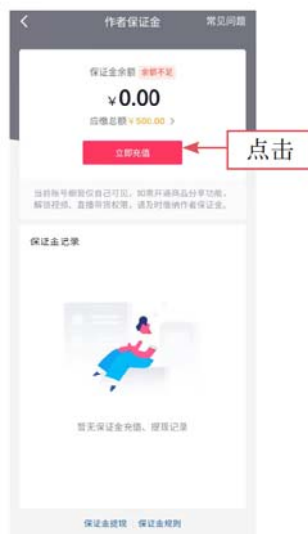 作者保证金 常见问题
保证金余额 余额不足
¥0.00
应缴总额¥500.00 >
立即充值
点击
当前账号橱窗仅自己可见，如需开通商品分享功能，
解锁视频、直播带货权限，请及时缴纳作者保证金。
保证金记录
暂无保证金充值、提现记录
保证金提现 保证金规则